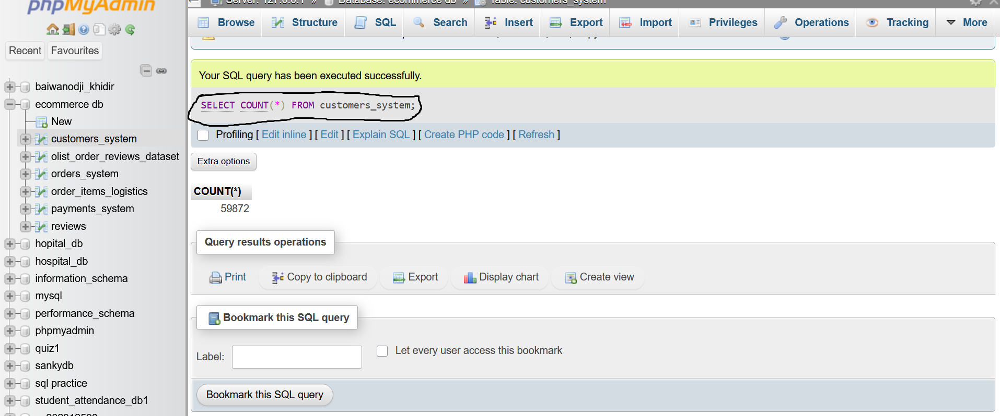 phpMyAdmin
Recent Favourites
baiwanodji_khidir
ecommerce db
New
customers_system
olist_order_reviews_dataset
orders_system
order_items_logistics
payments_system
reviews
hopital_db
hospital_db
information_schema
mysql
performance_schema
phpmyadmin
quiz1
sankydb
sql practice
student_attendance_db1
Server: 127.0.0.1 » Database: ecommerce db » Table: customers_system
Browse Structure SQL Search Insert Export Import Privileges Operations Tracking More
Your SQL query has been executed successfully.
SELECT COUNT(*) FROM customers_system;
Profiling [ Edit inline ] [ Edit ] [ Explain SQL ] [ Create PHP code ] [ Refresh ]
Extra options
COUNT(*)
59872
Query results operations
Print Copy to clipboard Export Display chart Create view
Bookmark this SQL query
Label: Let every user access this bookmark
Bookmark this SQL query